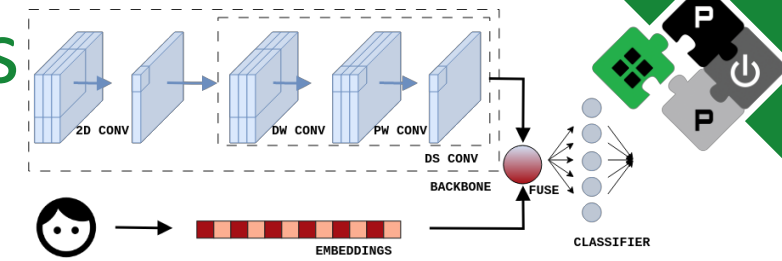 S
2D CONV
DW CONV
PW CONV
DS CONV
BACKBONE
FUSE
EMBEDDINGS
CLASSIFIER
P
P